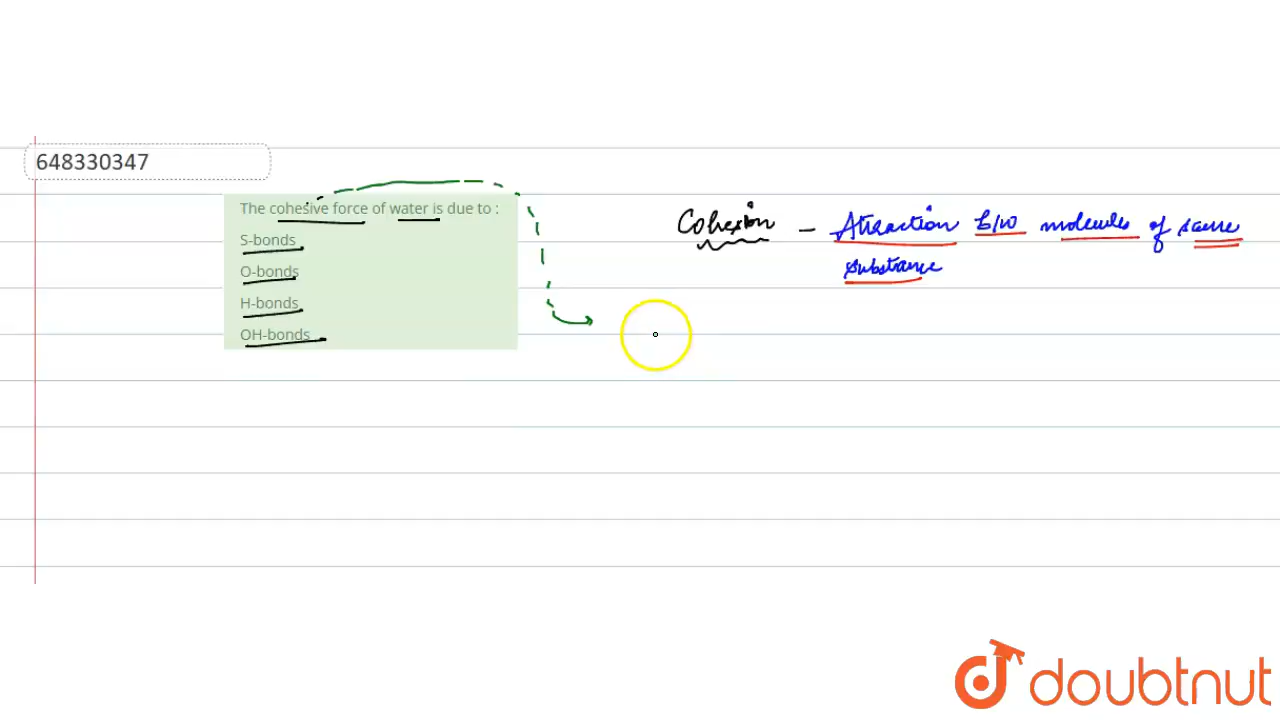 648330347
The cohesive force of water is due to :
S-bonds
O-bonds
H-bonds
OH-bonds
Cohesion - Attraction b/w molecules of same
substance
doubtnut